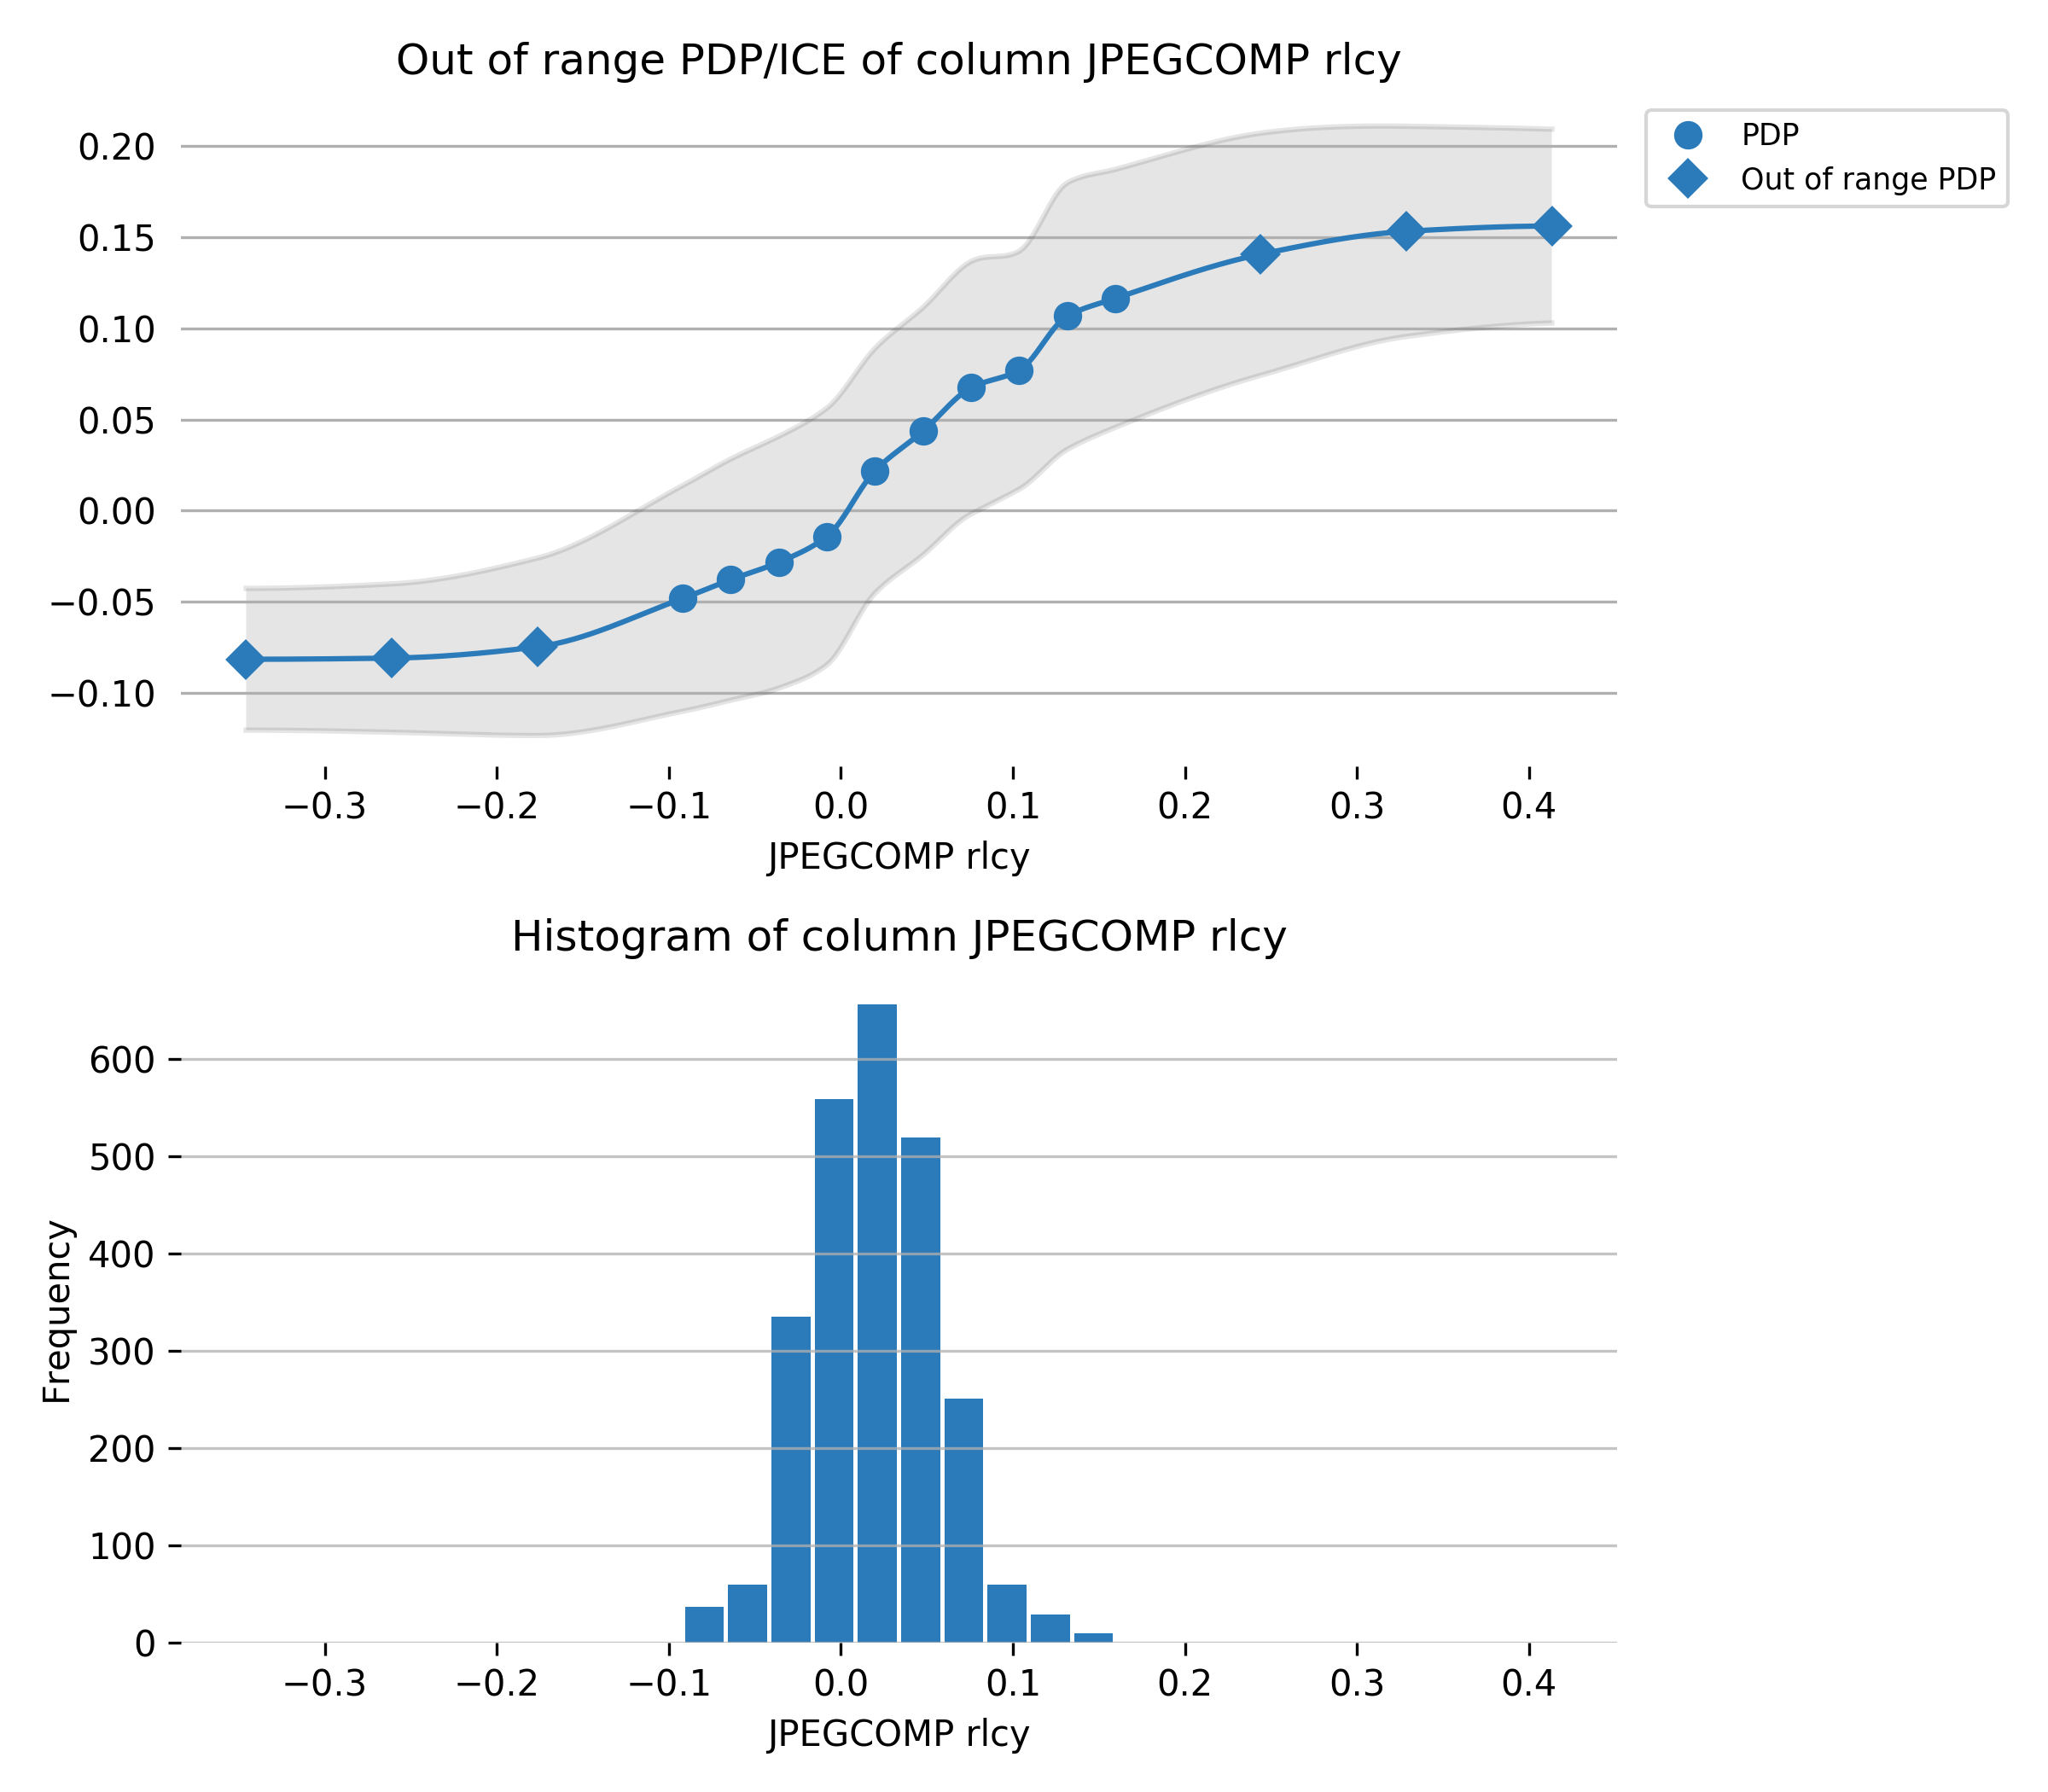 Out of range PDP/ICE of column JPEGCOMP rlcy
PDP
Out of range PDP
0.20
0.15
0.10
0.05
0.00
−0.05
−0.10
−0.3 −0.2 −0.1 0.0 0.1 0.2 0.3 0.4
JPEGCOMP rlcy
Histogram of column JPEGCOMP rlcy
Frequency
600
500
400
300
200
100
0
−0.3 −0.2 −0.1 0.0 0.1 0.2 0.3 0.4
JPEGCOMP rlcy